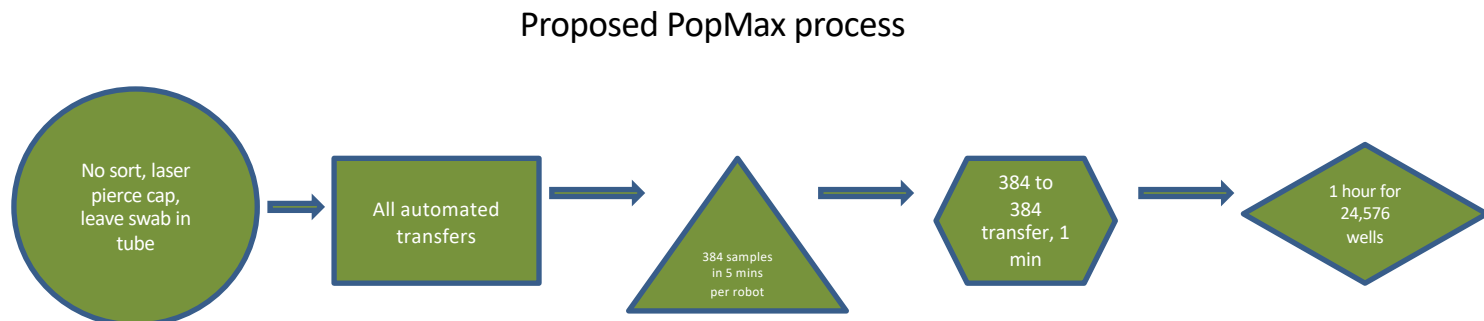 Proposed PopMax process
No sort, laser
pierce cap,
leave swab in
tube
All automated
transfers
384 samples
in 5 mins
per robot
384 to
384
transfer, 1
min
1 hour for
24,576
wells